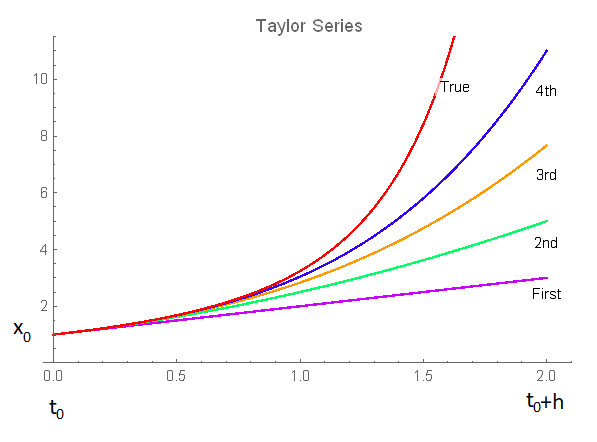 Taylor Series
10
8
6
4
2
True
4th
3rd
2nd
First
x₀
0.0 0.5 1.0 1.5 2.0
t₀ t₀+h